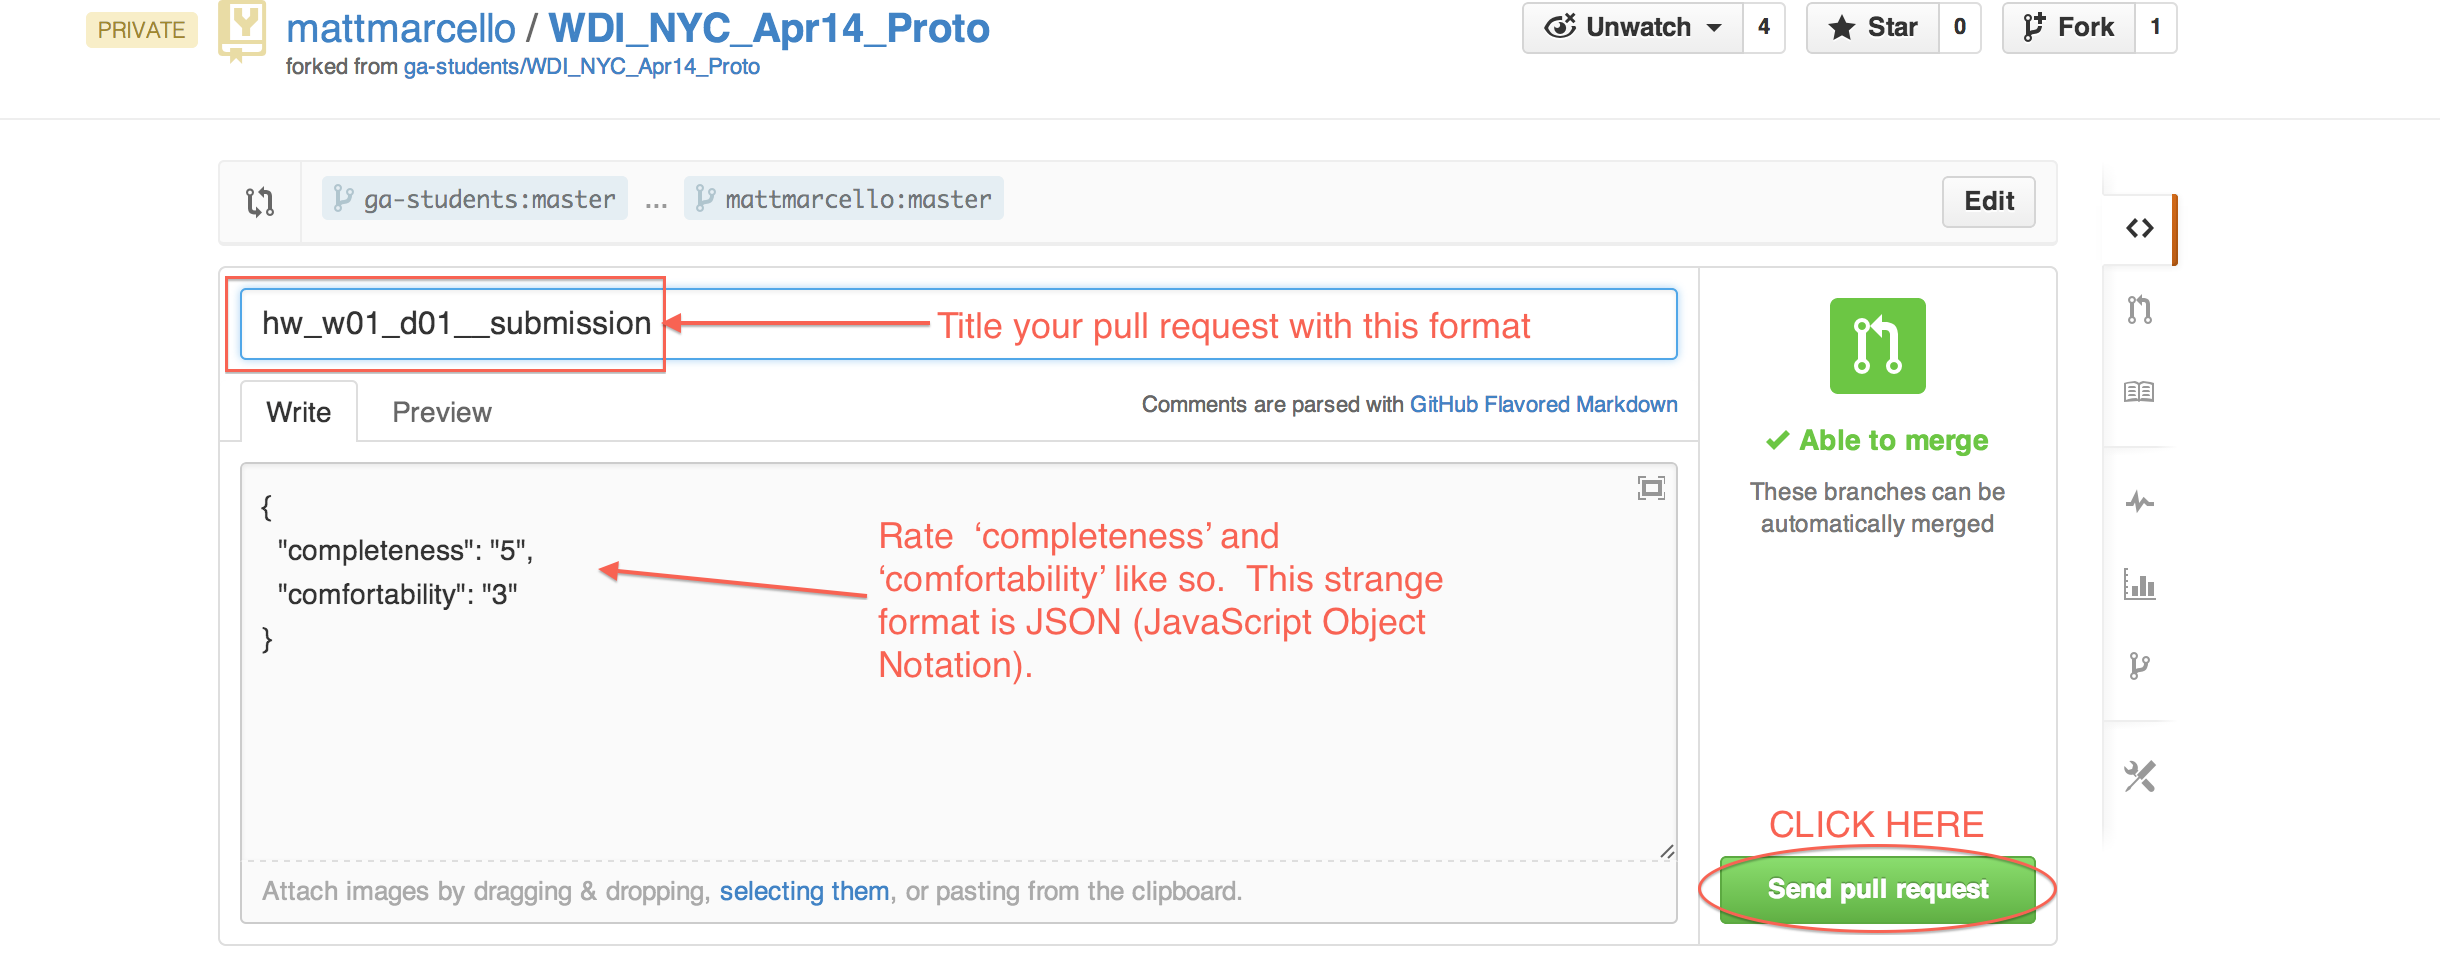 PRIVATE
mattmarcello / WDI_NYC_Apr14_Proto
forked from ga-students/WDI_NYC_Apr14_Proto
Unwatch 4
Star 0
Fork 1
ga-students:master ... mattmarcello:master
Edit
hw_w01_d01__submission
Title your pull request with this format
Write
Preview
Comments are parsed with GitHub Flavored Markdown
{
"completeness": "5",
"comfortability": "3"
}
Rate ‘completeness’ and
‘comfortability’ like so. This strange
format is JSON (JavaScript Object
Notation).
Attach images by dragging & dropping, selecting them, or pasting from the clipboard.
Able to merge
These branches can be
automatically merged
CLICK HERE
Send pull request